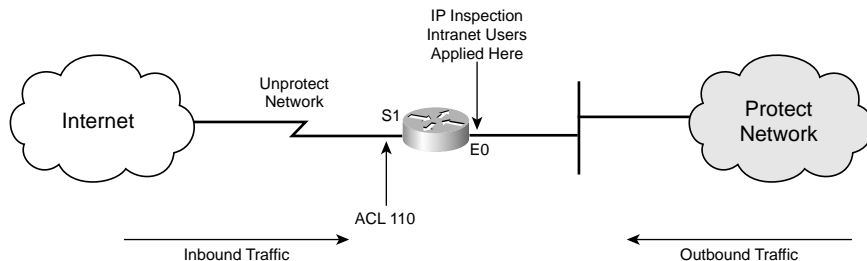 IP Inspection
Intranet Users
Applied Here
Unprotect
Network
Internet
S1
E0
Protect
Network
ACL 110
Inbound Traffic
Outbound Traffic